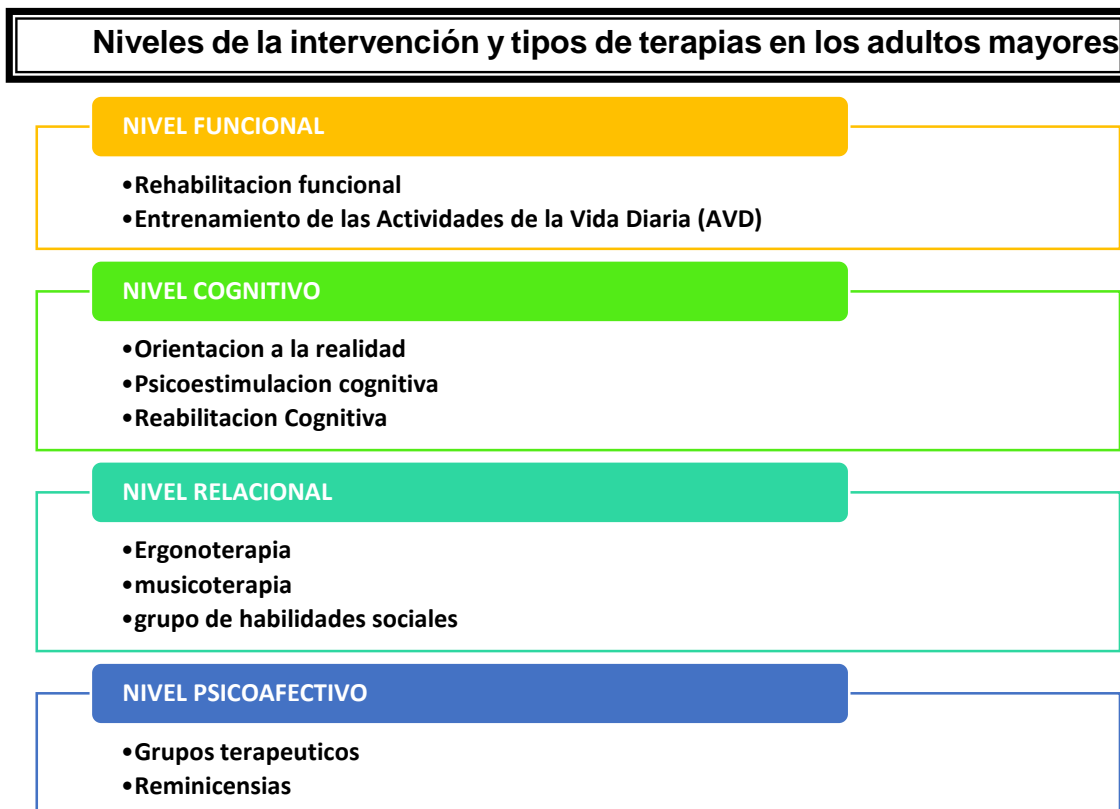 Niveles de la intervención y tipos de terapias en los adultos mayores
NIVEL FUNCIONAL
•Rehabilitacion funcional
•Entrenamiento de las Actividades de la Vida Diaria (AVD)
NIVEL COGNITIVO
•Orientacion a la realidad
•Psicoestimulacion cognitiva
•Reabilitacion Cognitiva
NIVEL RELACIONAL
•Ergonoterapia
•musicoterapia
•grupo de habilidades sociales
NIVEL PSICOAFECTIVO
•Grupos terapeuticos
•Reminicensias